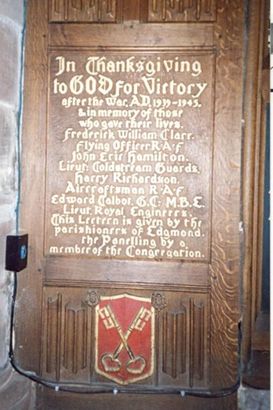 In Thanksgiving
to GOD for Victory
after the War, A.D. 1939-1945.
& in memory of those
who gave their lives.
Frederick William Clarr.
Flying Officer R.A.F.
John Eric Hamilton.
Lieut: Coldstream Guards.
Harry Richardson.
Aircraftsman R.A.F.
Edward Talbot. G.C: M.B.E.
Lieut. Royal Engineers.
This Lectern is given by the
parishioners of Edgmond.
the Panelling by a
member of the Congregation.